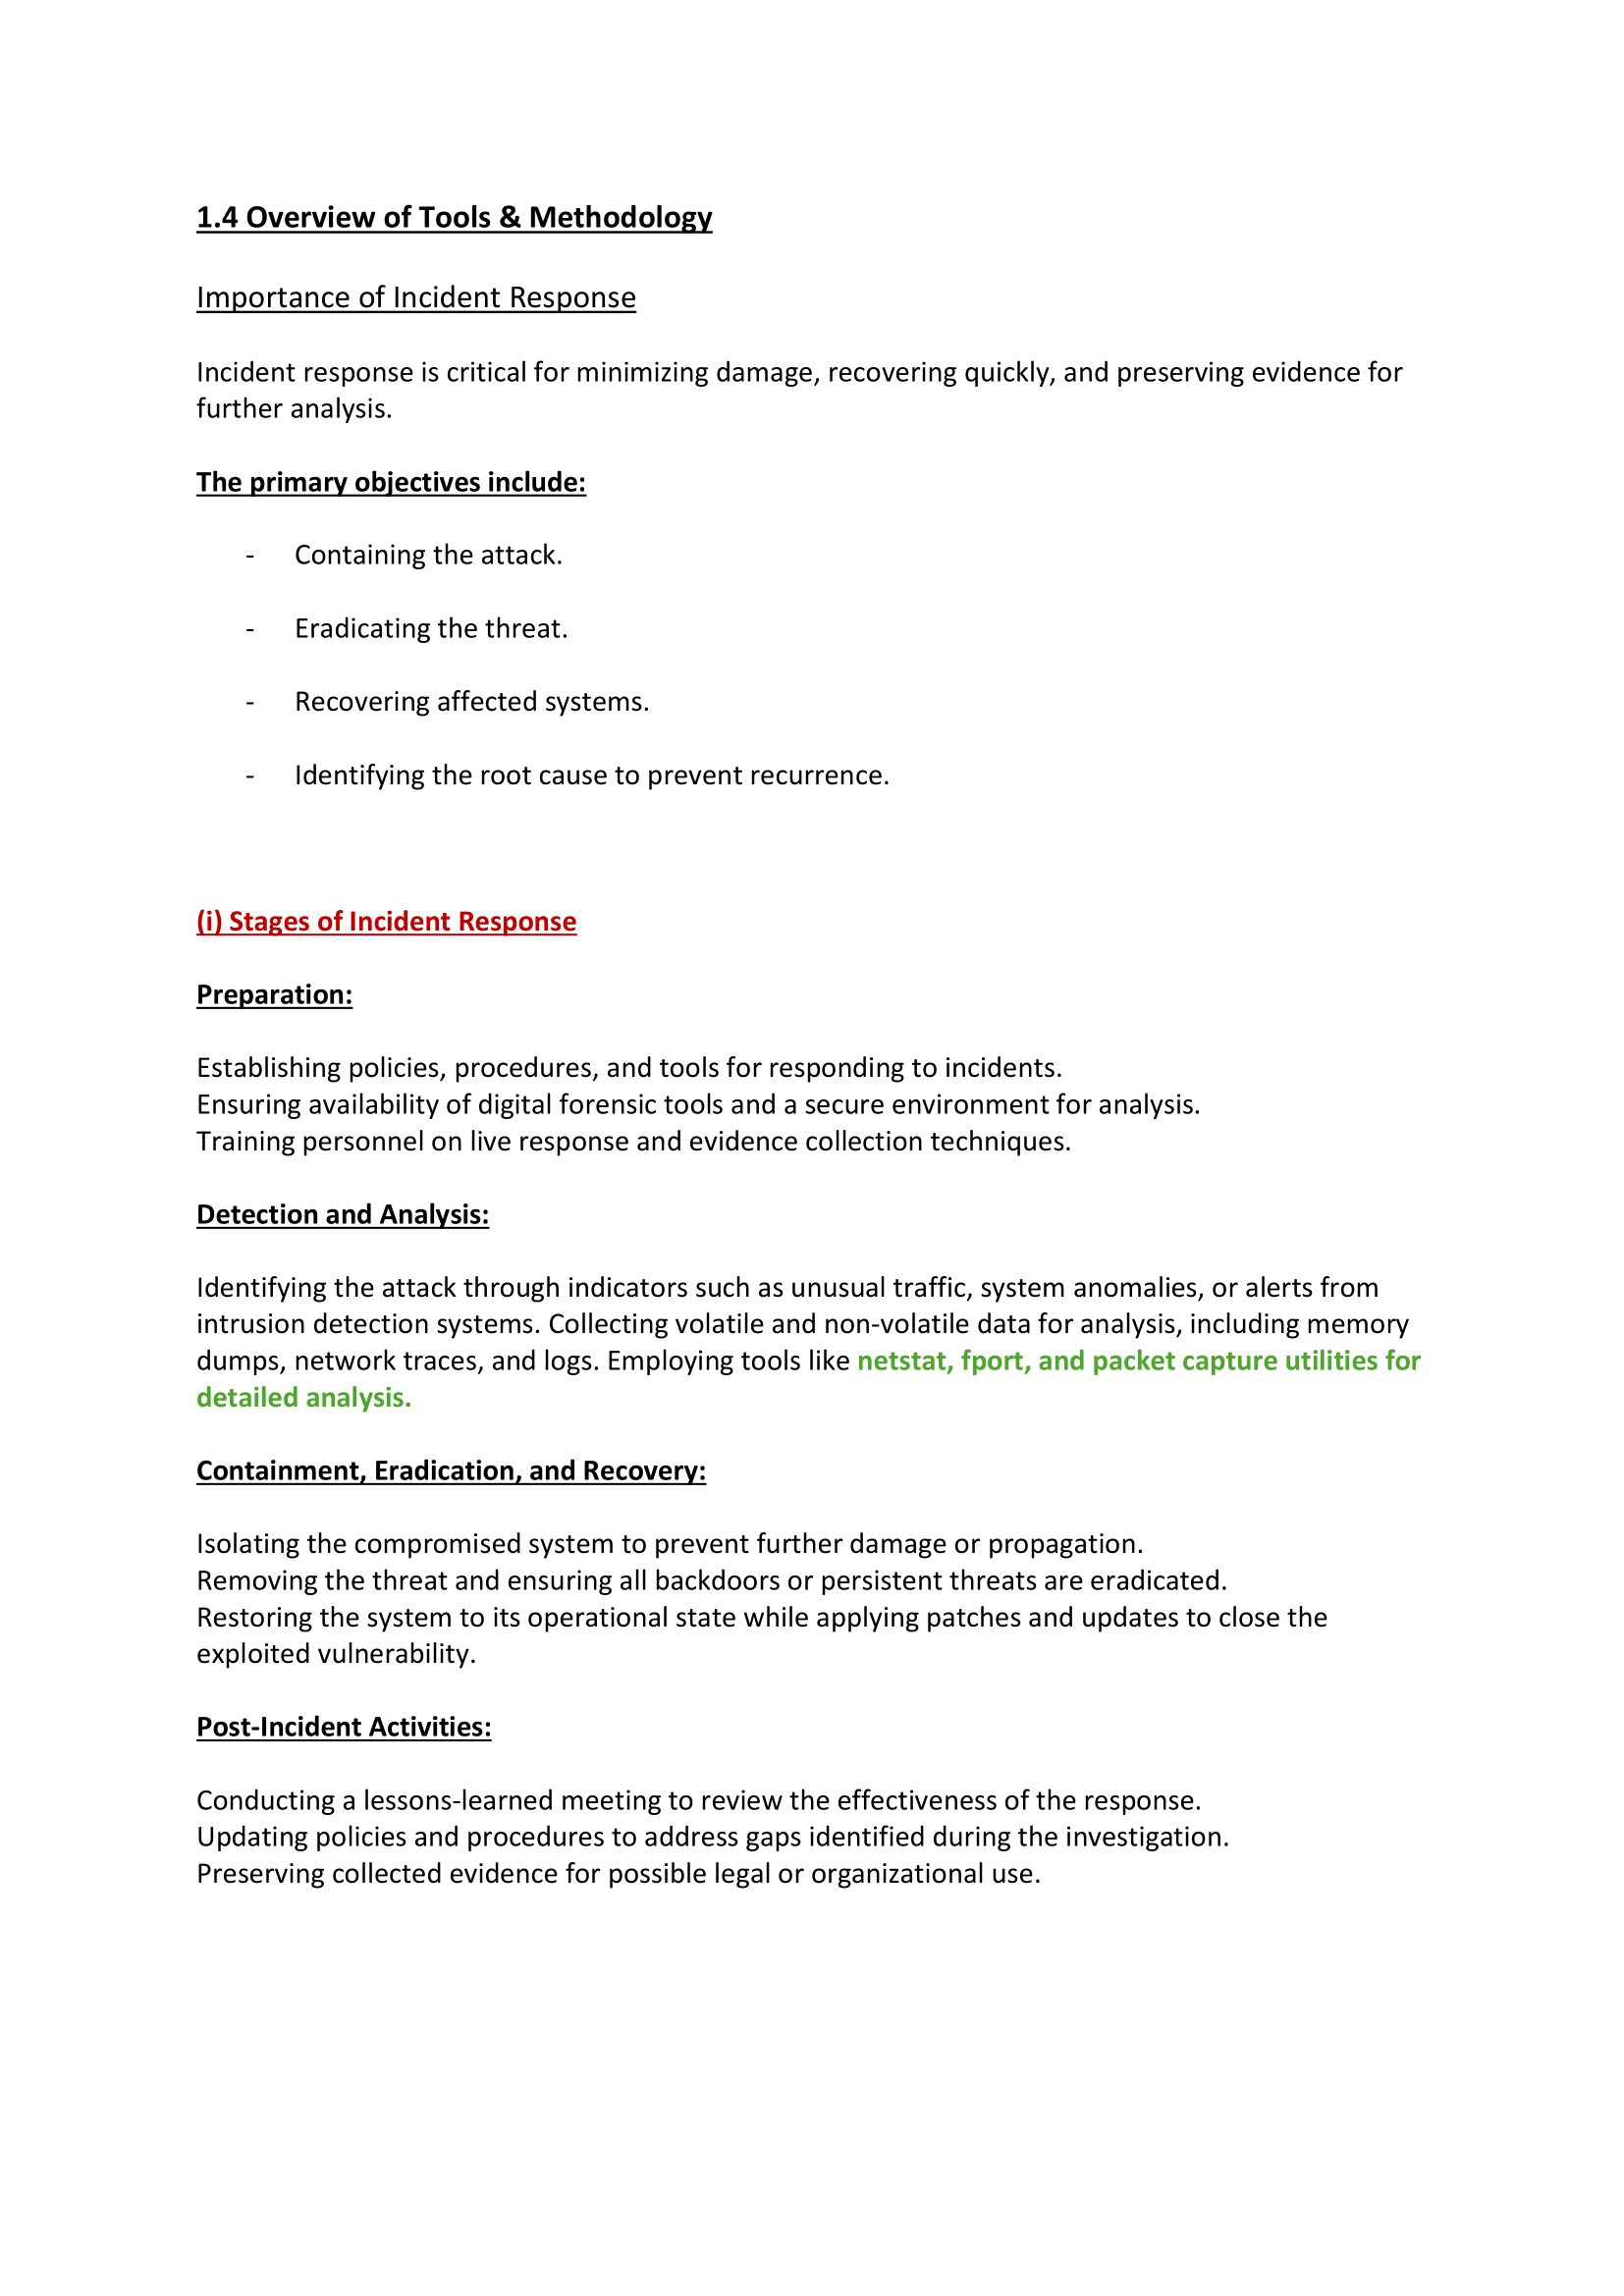 1.4 Overview of Tools & Methodology
Importance of Incident Response
Incident response is critical for minimizing damage, recovering quickly, and preserving evidence for
further analysis.
The primary objectives include:
- Containing the attack.
- Eradicating the threat.
- Recovering affected systems.
- Identifying the root cause to prevent recurrence.
(i) Stages of Incident Response
Preparation:
Establishing policies, procedures, and tools for responding to incidents.
Ensuring availability of digital forensic tools and a secure environment for analysis.
Training personnel on live response and evidence collection techniques.
Detection and Analysis:
Identifying the attack through indicators such as unusual traffic, system anomalies, or alerts from
intrusion detection systems. Collecting volatile and non-volatile data for analysis, including memory
dumps, network traces, and logs. Employing tools like netstat, fport, and packet capture utilities for
detailed analysis.
Containment, Eradication, and Recovery:
Isolating the compromised system to prevent further damage or propagation.
Removing the threat and ensuring all backdoors or persistent threats are eradicated.
Restoring the system to its operational state while applying patches and updates to close the
exploited vulnerability.
Post-Incident Activities:
Conducting a lessons-learned meeting to review the effectiveness of the response.
Updating policies and procedures to address gaps identified during the investigation.
Preserving collected evidence for possible legal or organizational use.